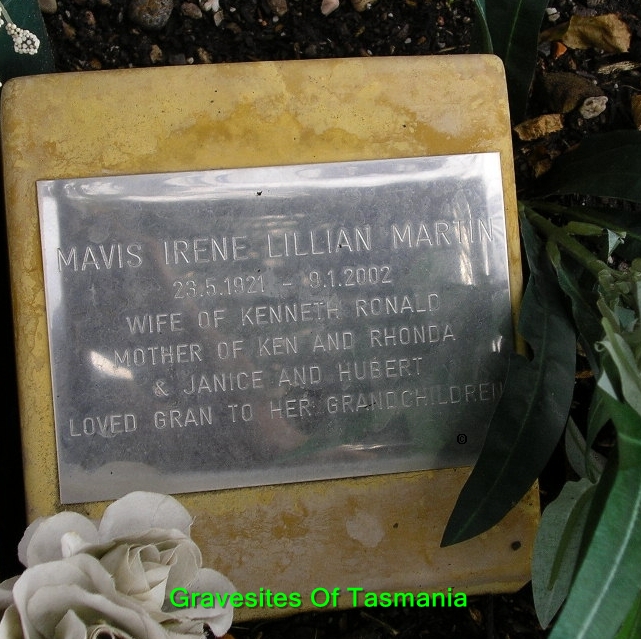 MAVIS IRENE LILLIAN MARTIN
23.5.1921 - 9.1.2002
WIFE OF KENNETH RONALD
MOTHER OF KEN AND RHONDA
& JANICE AND HUBERT
LOVED GRAN TO HER GRANDCHILDREN
Gravesites Of Tasmania